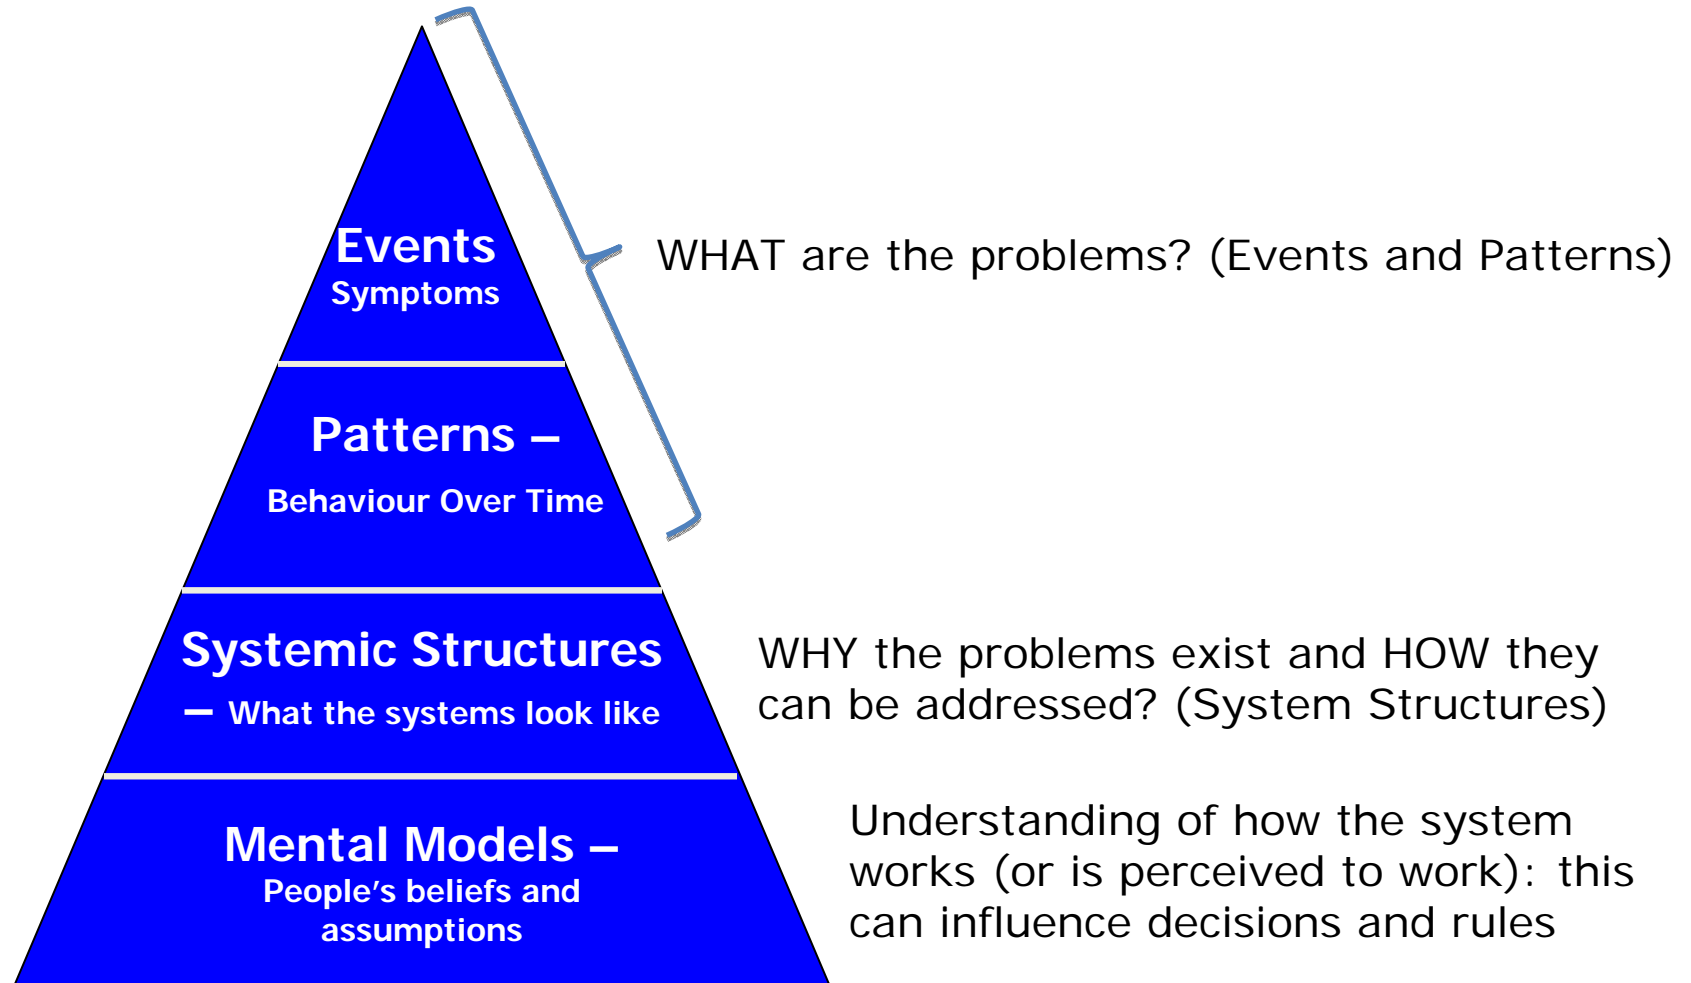 Events
Symptoms
WHAT are the problems? (Events and Patterns)
Patterns –
Behaviour Over Time
Systemic Structures
– What the systems look like
WHY the problems exist and HOW they
can be addressed? (System Structures)
Mental Models –
People’s beliefs and
assumptions
Understanding of how the system
works (or is perceived to work): this
can influence decisions and rules